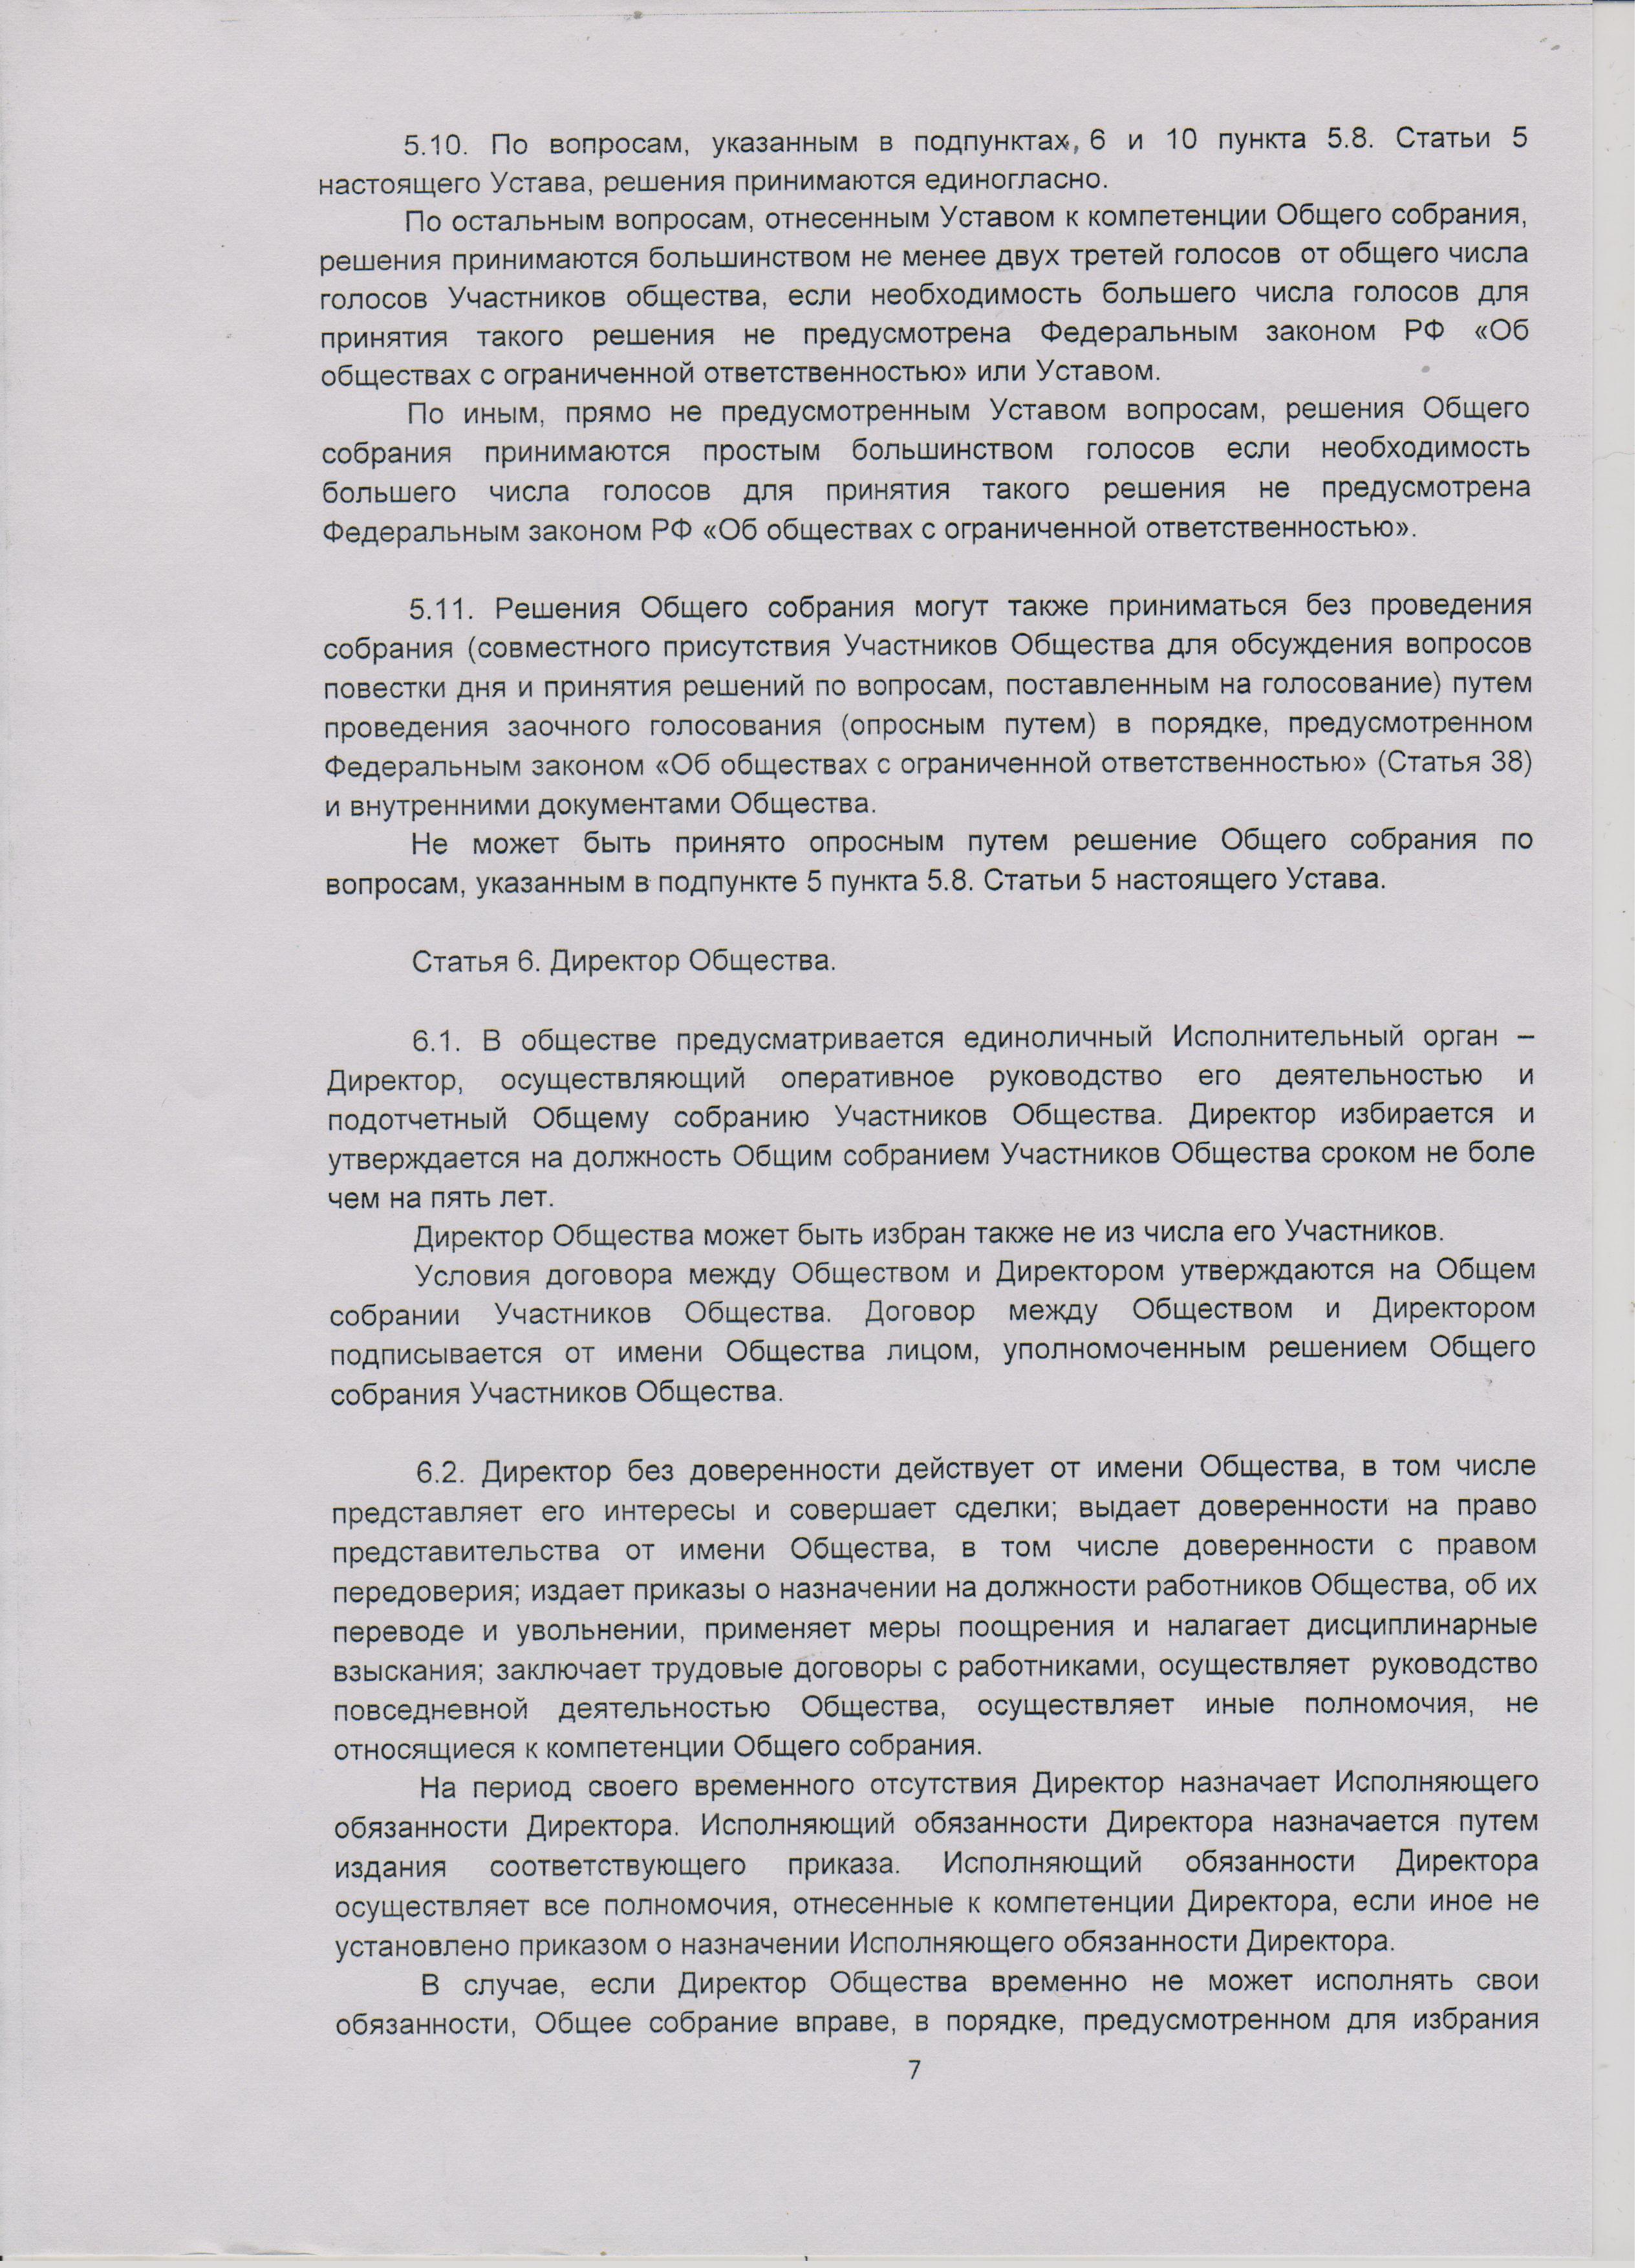 5.10. По вопросам, указанным в подпунктах, 6 и 10 пункта 5.8. Статьи 5
настоящего Устава, решения принимаются единогласно.
По остальным вопросам, отнесенным Уставом к компетенции Общего собрания,
решения принимаются большинством не менее двух третей голосов от общего числа
голосов Участников общества, если необходимость большего числа голосов для
принятия такого решения не предусмотрена Федеральным законом РФ «Об
обществах с ограниченной ответственностью» или Уставом.
По иным, прямо не предусмотренным Уставом вопросам, решения Общего
собрания принимаются простым большинством голосов если необходимость
большего числа голосов для принятия такого решения не предусмотрена
Федеральным законом РФ «Об обществах с ограниченной ответственностью».
5.11. Решения Общего собрания могут также приниматься без проведения
собрания (совместного присутствия Участников Общества для обсуждения вопросов
повестки дня и принятия решений по вопросам, поставленным на голосование) путем
проведения заочного голосования (опросным путем) в порядке, предусмотренном
Федеральным законом «Об обществах с ограниченной ответственностью» (Статья 38)
и внутренними документами Общества.
Не может быть принято опросным путем решение Общего собрания по
вопросам, указанным в подпункте 5 пункта 5.8. Статьи 5 настоящего Устава.
Статья 6. Директор Общества.
6.1. В обществе предусматривается единоличный Исполнительный орган –
Директор, осуществляющий оперативное руководство его деятельностью и
подотчетный Общему собранию Участников Общества. Директор избирается и
утверждается на должность Общим собранием Участников Общества сроком не боле
чем на пять лет.
Директор Общества может быть избран также не из числа его Участников.
Условия договора между Обществом и Директором утверждаются на Общем
собрании Участников Общества. Договор между Обществом и Директором
подписывается от имени Общества лицом, уполномоченным решением Общего
собрания Участников Общества.
6.2. Директор без доверенности действует от имени Общества, в том числе
представляет его интересы и совершает сделки; выдает доверенности на право
представительства от имени Общества, в том числе доверенности с правом
передоверия; издает приказы о назначении на должности работников Общества, об их
переводе и увольнении, применяет меры поощрения и налагает дисциплинарные
взыскания; заключает трудовые договоры с работниками, осуществляет руководство
повседневной деятельностью Общества, осуществляет иные полномочия, не
относящиеся к компетенции Общего собрания.
На период своего временного отсутствия Директор назначает Исполняющего
обязанности Директора. Исполняющий обязанности Директора назначается путем
издания соответствующего приказа. Исполняющий обязанности Директора
осуществляет все полномочия, отнесенные к компетенции Директора, если иное не
установлено приказом о назначении Исполняющего обязанности Директора.
В случае, если Директор Общества временно не может исполнять свои
обязанности, Общее собрание вправе, в порядке, предусмотренном для избрания
7